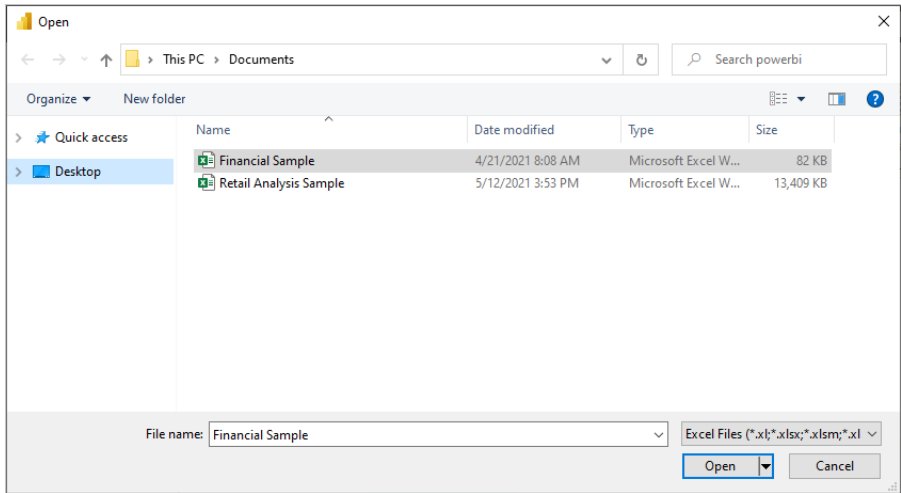 Open
This PC > Documents
Search powerbi
Organize
New folder
Quick access
Desktop
Name Date modified Type Size
Financial Sample 4/21/2021 8:08 AM Microsoft Excel W... 82 KB
Retail Analysis Sample 5/12/2021 3:53 PM Microsoft Excel W... 13,409 KB
File name: Financial Sample Excel Files (*.xl;*.xlsx;*.xlsm;*.xl
Open Cancel